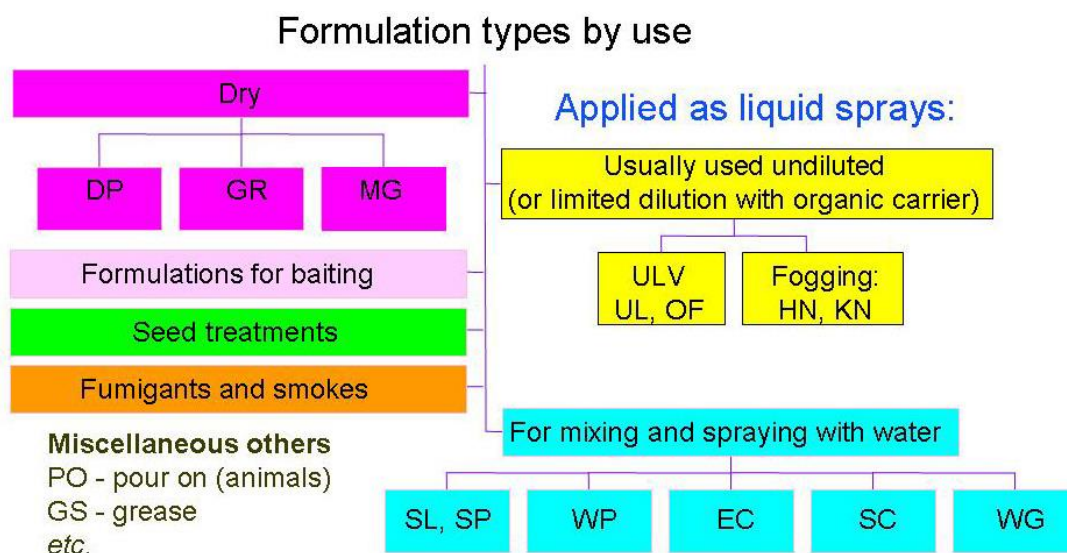 Formulation types by use
Dry
DP
GR
MG
Formulations for baiting
Seed treatments
Fumigants and smokes
Miscellaneous others
PO - pour on (animals)
GS - grease
etc.
Applied as liquid sprays:
Usually used undiluted
(or limited dilution with organic carrier)
ULV
UL, OF
Fogging:
HN, KN
For mixing and spraying with water
SL, SP
WP
EC
SC
WG